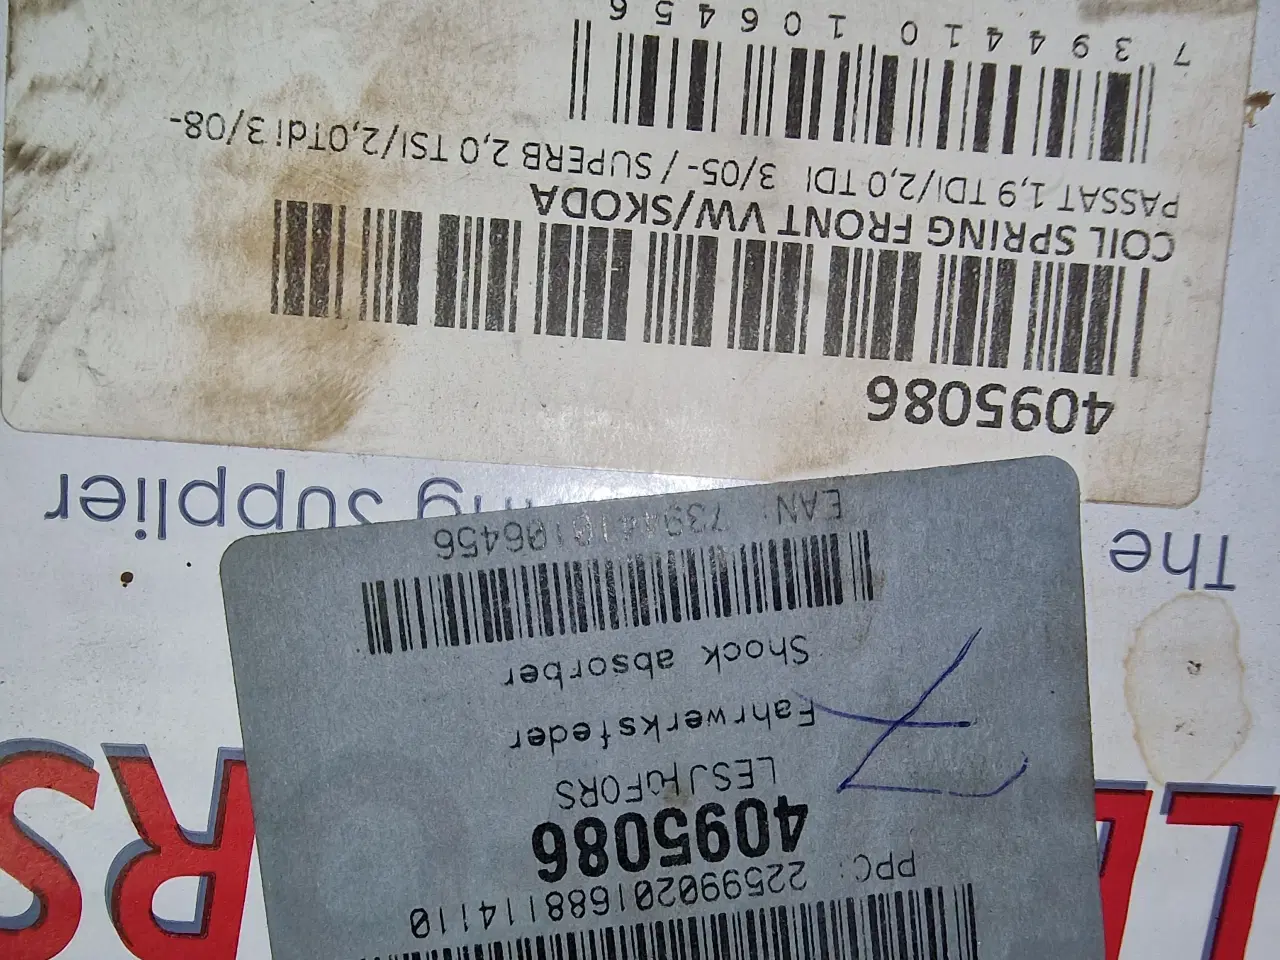 PPC: 225990201688114110
4095086
LESJÖFORS
Fahrwerksfeder
Shock absorber
EAN: 7394410106456
The Supplier
4095086
COIL SPRING FRONT VW/SKODA
PASSAT 1,9 TDI/2,0 TDI 3/05- / SUPERB 2,0 TSI/2,0Tdi 3/08-
7 394410 106456